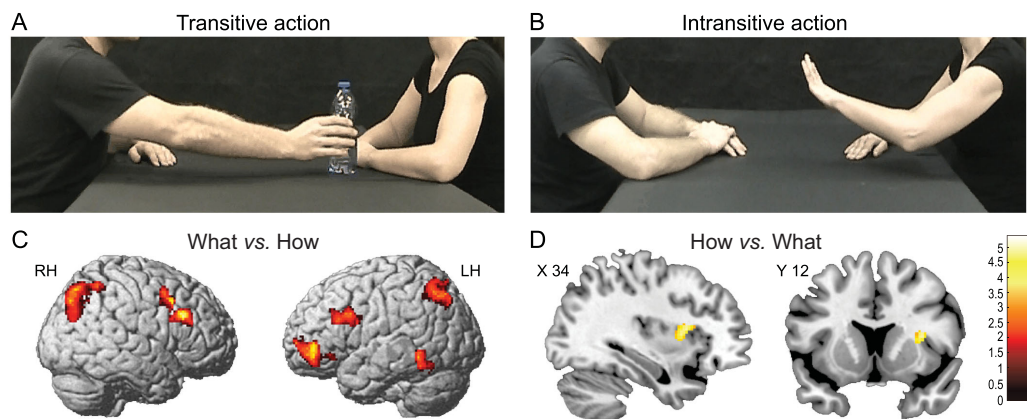 A Transitive action
B Intransitive action
C What vs. How
RH
LH
D How vs. What
X 34
Y 12
5
4.5
4
3.5
3
2.5
2
1.5
1
0.5
0